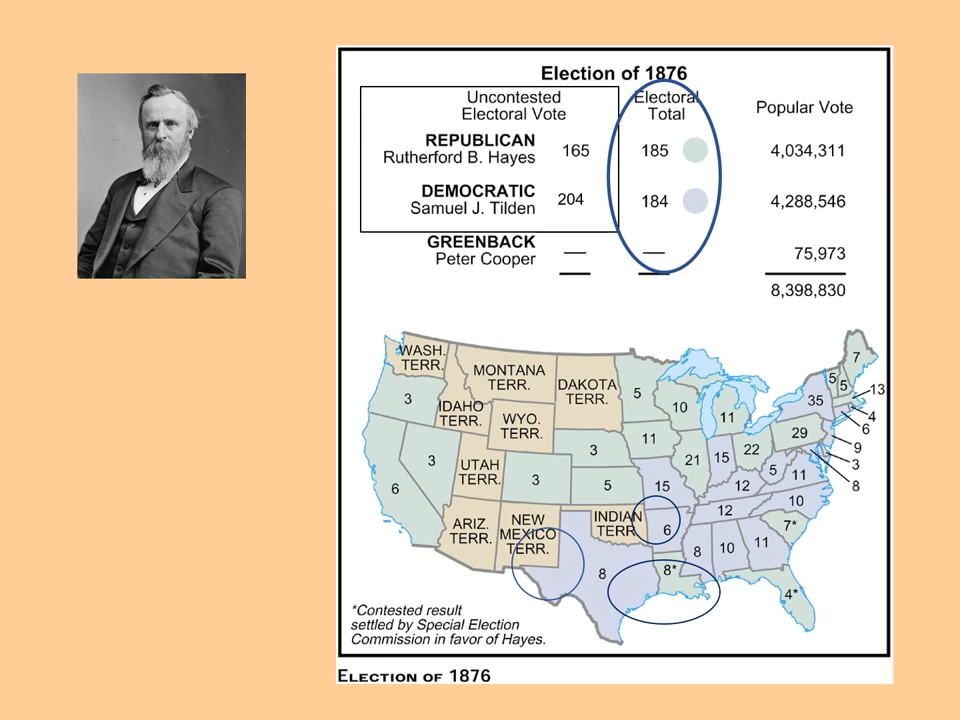 Election of 1876
Uncontested
Electoral Vote
Electoral
Total
Popular Vote
REPUBLICAN
Rutherford B. Hayes
165
185
4,034,311
DEMOCRATIC
Samuel J. Tilden
204
184
4,288,546
GREENBACK
Peter Cooper
—
—
75,973
8,398,830
WASH.
TERR.
MONTANA
TERR.
DAKOTA
TERR.
IDAHO
TERR.
WYO.
TERR.
UTAH
TERR.
ARIZ.
TERR.
NEW
MEXICO
TERR.
INDIAN
TERR.
3
6
3
3
3
5
8
5
11
15
6
8*
10
21
11
15
22
12
12
8
10
11
4*
7*
10
11
5
29
35
5
5
7
13
4
6
9
3
8
*Contested result
settled by Special Election
Commission in favor of Hayes.
ELECTION OF 1876